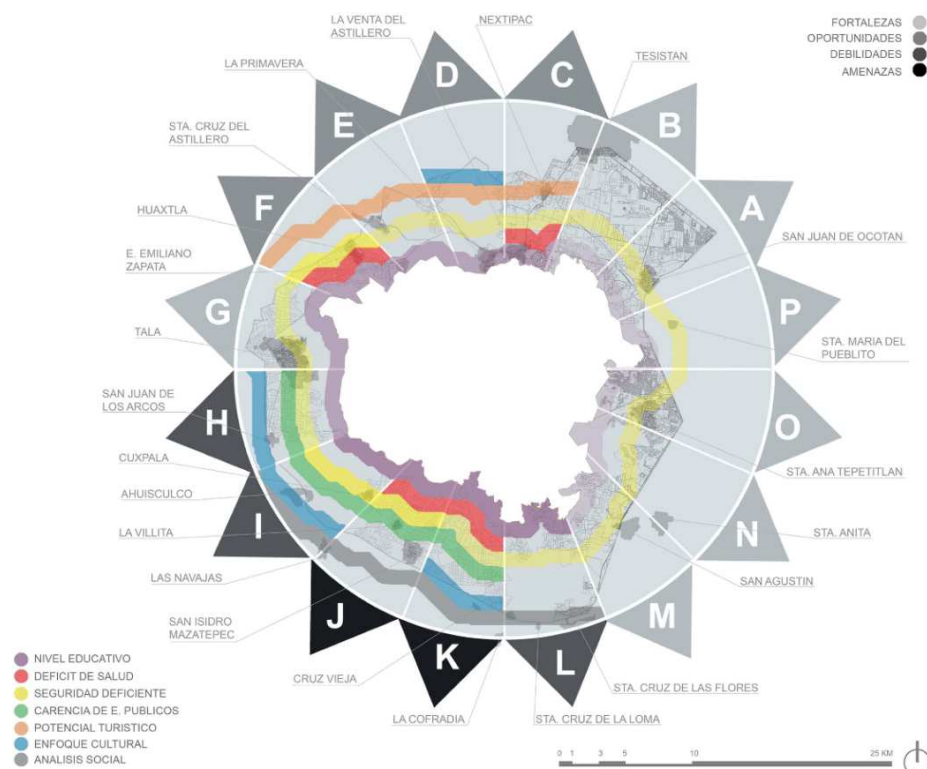 FORTALEZAS
OPORTUNIDADES
DEBILIDADES
AMENAZAS
LA VENTA DEL
ASTILLERO
NEXTIPAC
TESISTAN
LA PRIMAVERA
STA. CRUZ DEL
ASTILLERO
HUAXTLA
E. EMILIANO
ZAPATA
TALA
SAN JUAN DE
LOS ARCOS
CUXPALA
AHUISCULCO
LA VILLITA
LAS NAVAJAS
SAN ISIDRO
MAZATEPEC
CRUZ VIEJA
LA COFRADIA
STA. CRUZ DE LA LOMA
STA. CRUZ DE LAS FLORES
SAN AGUSTIN
STA. ANITA
STA. ANA TEPETITLAN
STA. MARIA DEL
PUEBLITO
SAN JUAN DE OCOTAN
A
B
C
D
E
F
G
H
I
J
K
L
M
N
O
P
NIVEL EDUCATIVO
DEFICIT DE SALUD
SEGURIDAD DEFICIENTE
CARENCIA DE E. PUBLICOS
POTENCIAL TURISTICO
ENFOQUE CULTURAL
ANALISIS SOCIAL
0 1 3 5 10 25 KM